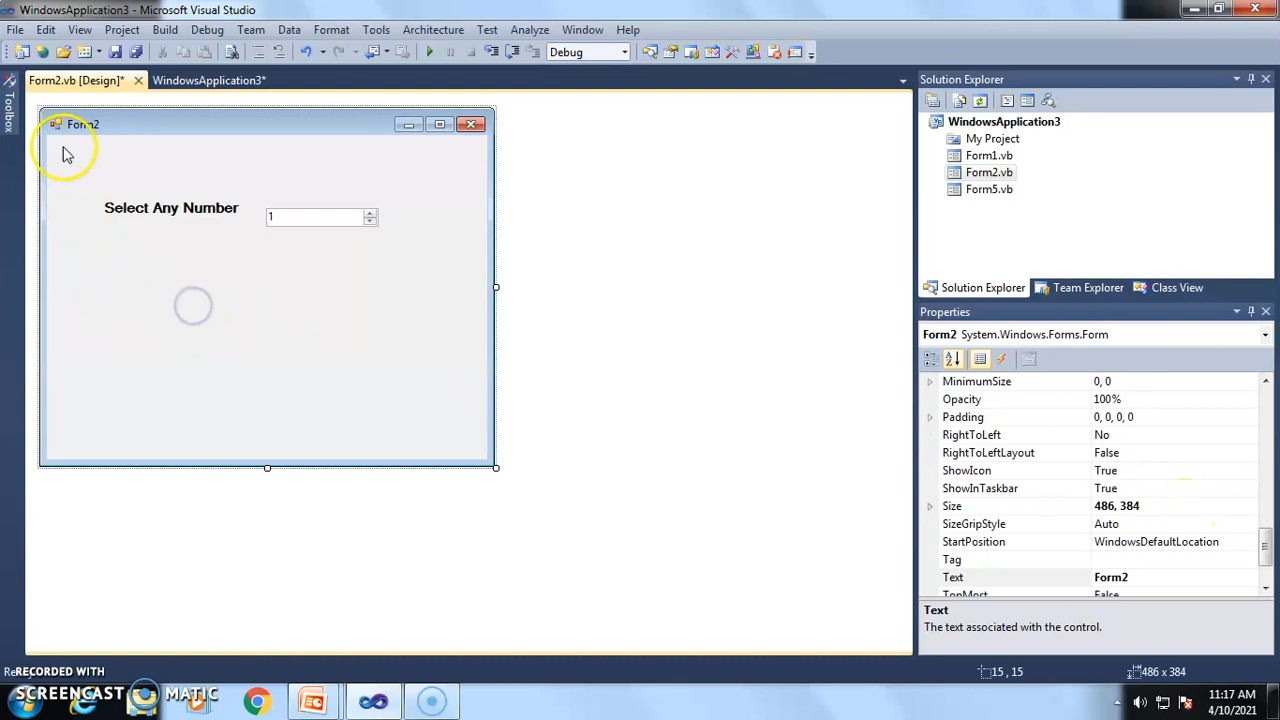 WindowsApplication3 - Microsoft Visual Studio
File Edit View Project Build Debug Team Data Format Tools Architecture Test Analyze Window Help
Debug
Form2.vb [Design]* WindowsApplication3*
Toolbox
Form2
Select Any Number 1
Solution Explorer
WindowsApplication3
My Project
Form1.vb
Form2.vb
Form5.vb
Solution Explorer Team Explorer Class View
Properties
Form2 System.Windows.Forms.Form
MinimumSize 0, 0
Opacity 100%
Padding 0, 0, 0, 0
RightToLeft No
RightToLeftLayout False
ShowIcon True
ShowInTaskbar True
Size 486, 384
SizeGripStyle Auto
StartPosition WindowsDefaultLocation
Tag
Text Form2
TopMost False
Text
The text associated with the control.
15 , 15 486 x 384
RECORDED WITH
SCREENCAST MATIC
11:17 AM
4/10/2021